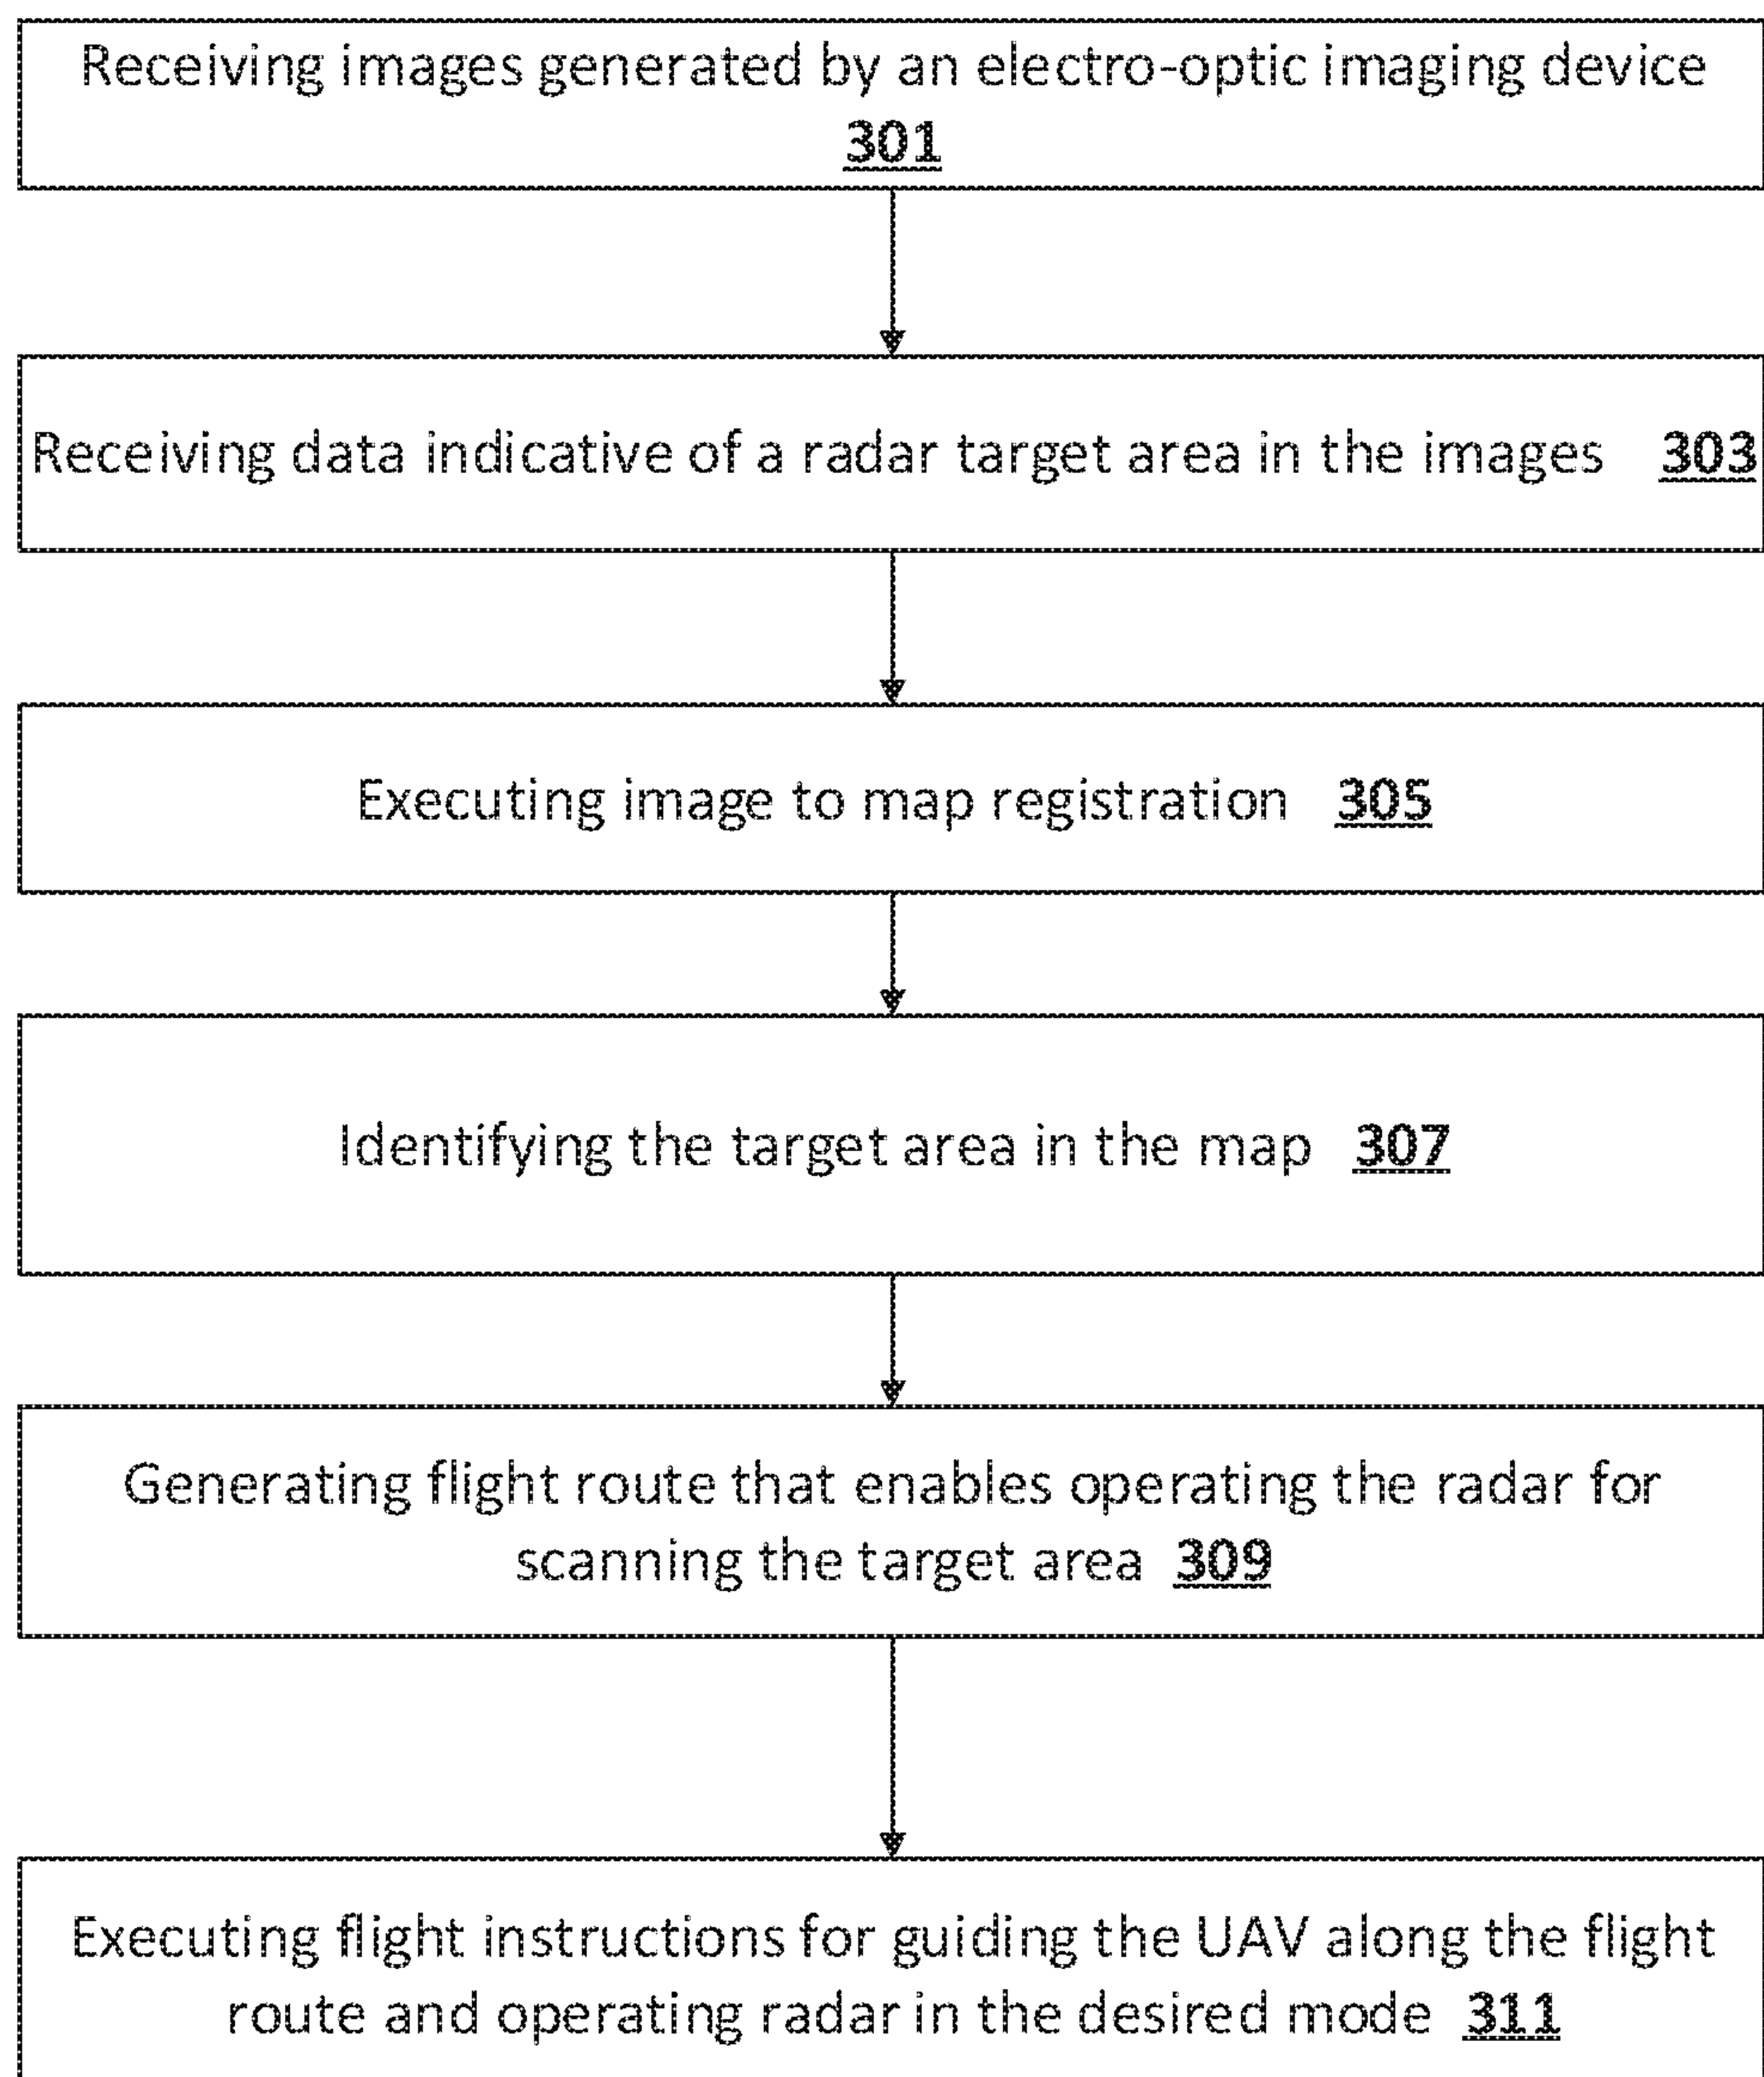 Receiving images generated by an electro-optic imaging device
301
Receiving data indicative of a radar target area in the images 303
Executing image to map registration 305
Identifying the target area in the map 307
Generating flight route that enables operating the radar for
scanning the target area 309
Executing flight instructions for guiding the UAV along the flight
route and operating radar in the desired mode 311